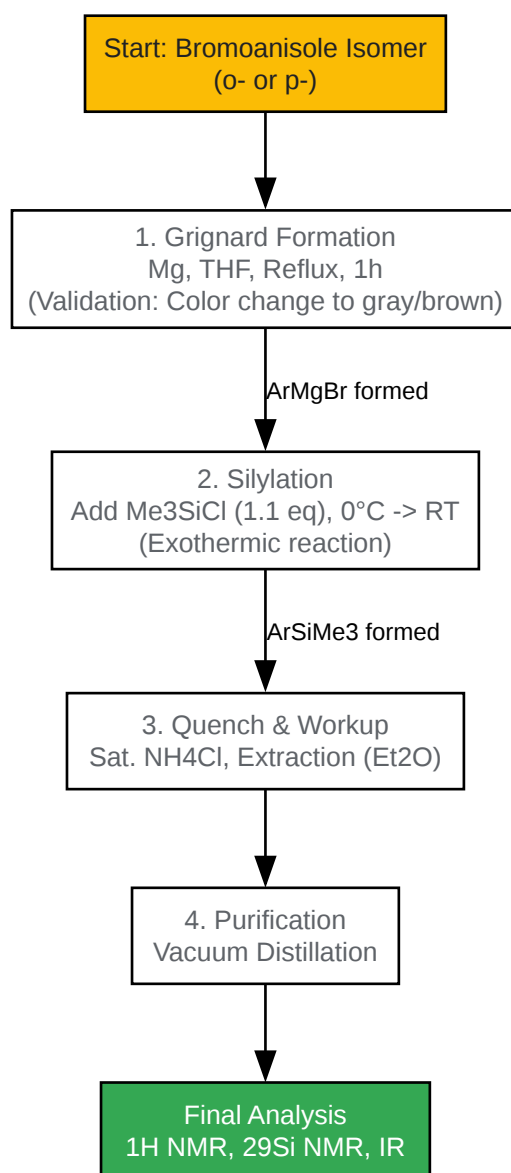 Start: Bromoanisole Isomer
(o- or p-)
1. Grignard Formation
Mg, THF, Reflux, 1h
(Validation: Color change to gray/brown)
ArMgBr formed
2. Silylation
Add Me3SiCl (1.1 eq), 0°C -> RT
(Exothermic reaction)
ArSiMe3 formed
3. Quench & Workup
Sat. NH4Cl, Extraction (Et2O)
4. Purification
Vacuum Distillation
Final Analysis
1H NMR, 29Si NMR, IR